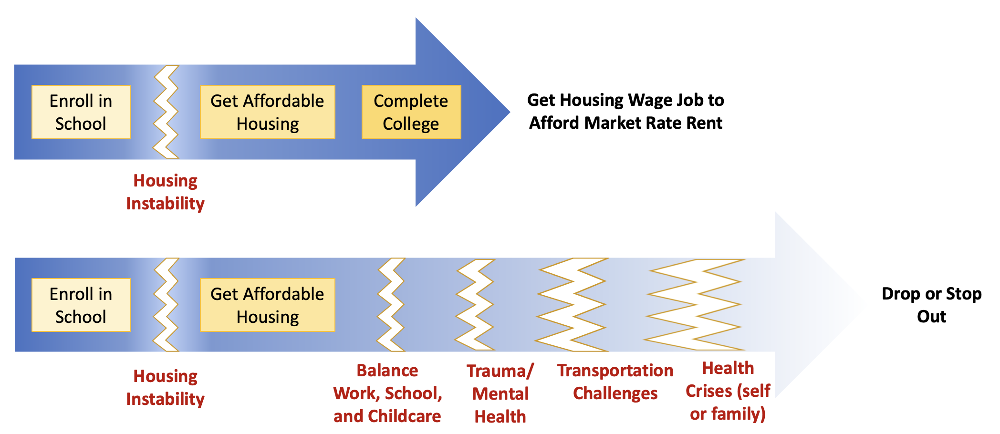 Enroll in
School
Get Affordable
Housing
Complete
College
Get Housing Wage Job to
Afford Market Rate Rent
Housing
Instability
Enroll in
School
Get Affordable
Housing
Drop or Stop
Out
Housing
Instability
Balance
Work, School,
and Childcare
Trauma/
Mental
Health
Transportation
Challenges
Health
Crises (self
or family)